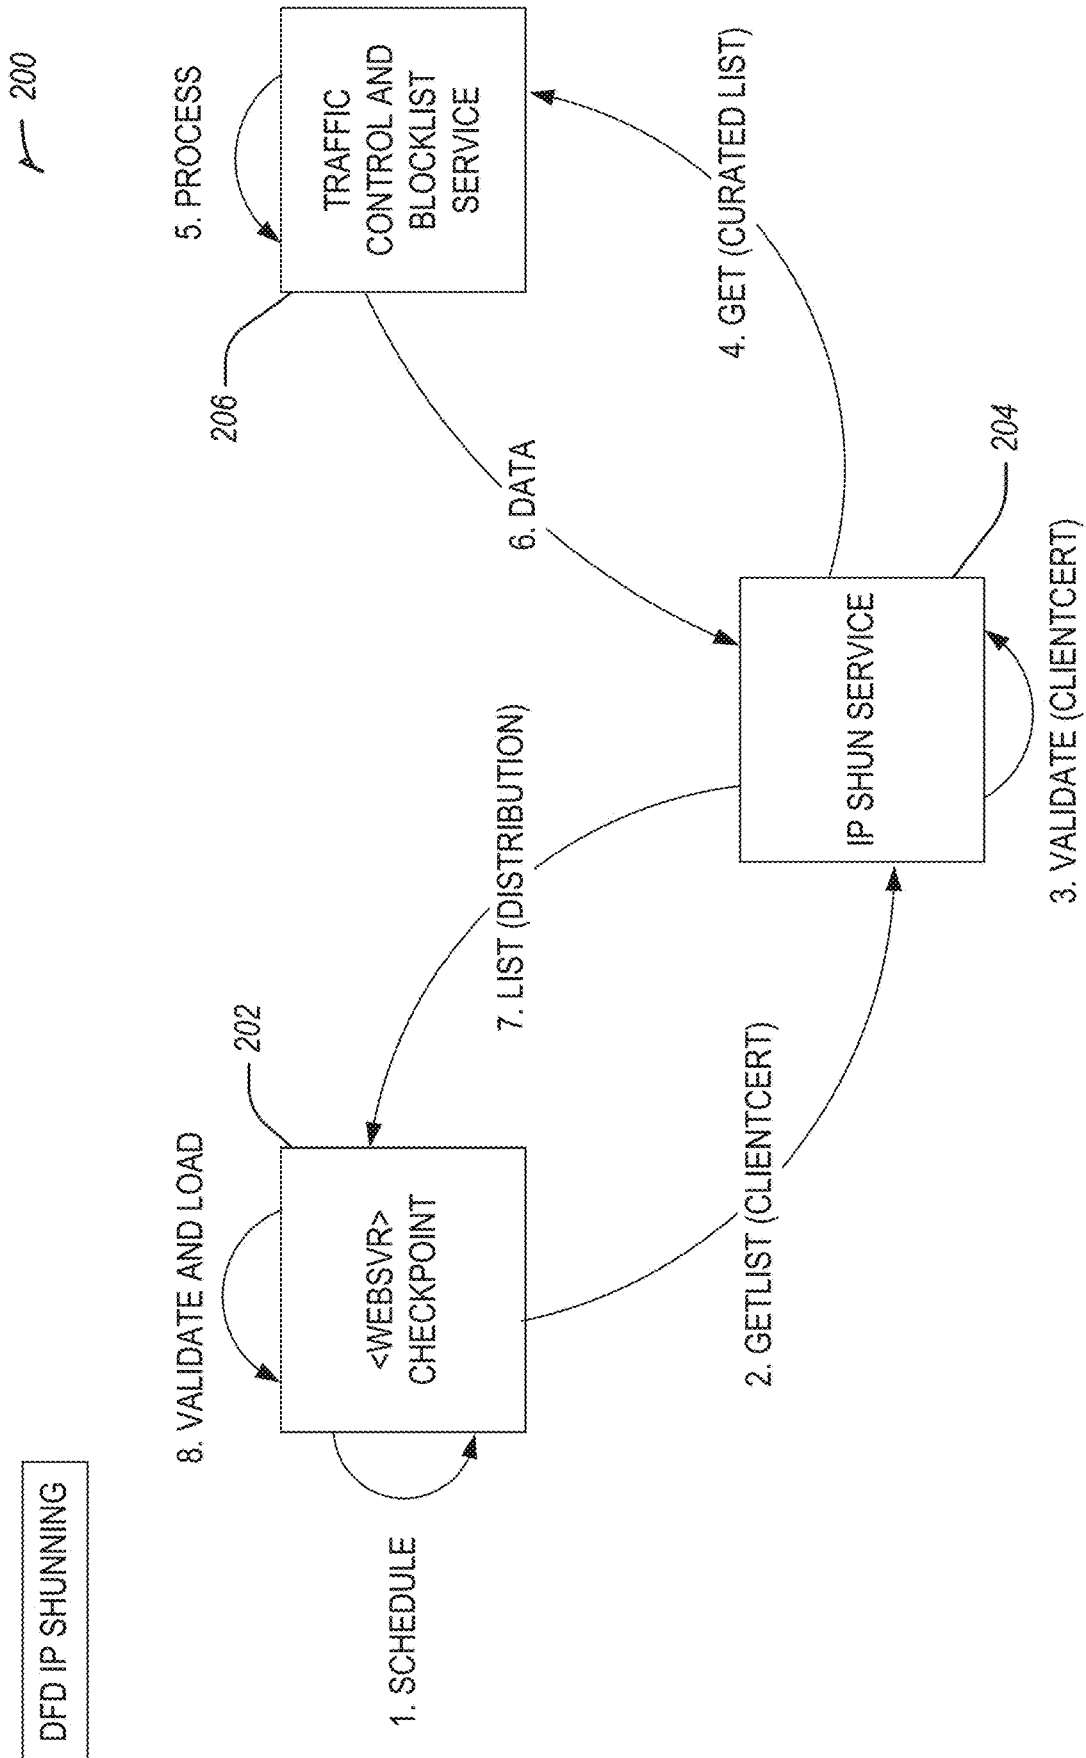 DFD IP SHUNNING
200
8. VALIDATE AND LOAD
202
<WEBSVR>
CHECKPOINT
1. SCHEDULE
5. PROCESS
206
TRAFFIC
CONTROL AND
BLOCKLIST
SERVICE
7. LIST (DISTRIBUTION)
6. DATA
2. GETLIST (CLIENTCERT)
4. GET (CURATED LIST)
IP SHUN SERVICE
204
3. VALIDATE (CLIENTCERT)